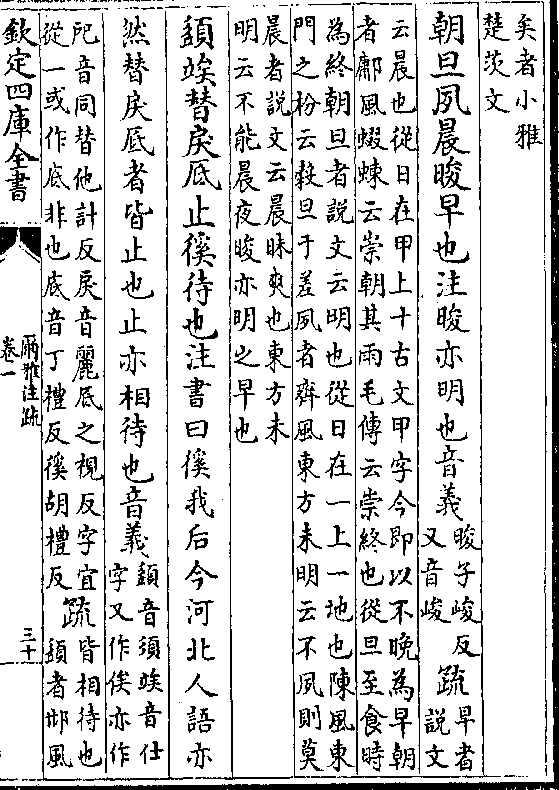 矣者小雅
楚茨文
朝旦夙晨晙早也注晙亦明也音義
晙子峻反
又音峻
疏
早者
說文
云晨也從日在甲上十古文甲字今即以不晚為早朝
者鄘風蝃蝀云崇朝其雨毛傳云崇終也從旦至食時
為終朝旦者說文云明也從日在一上一地也陳風東
門之枌云榖旦于差夙者齊風東方未明云不夙則莫
晨者說文云晨昧爽也東方未
明云不能晨夜晙亦明之早也
䇓竢替戾厎止徯待也注書曰徯我后今河北人語亦
然替戾厎者皆止也止亦相待也音義
䇓音須竢音仕
字又作俟亦作
𥏳音同替他計反戾音麗厎之視反字宜
從一或作底非也底音丁禮反徯胡禮反
疏
皆相待也
䇓者邶風
欽定四庫全書
爾雅注疏
卷一
三十